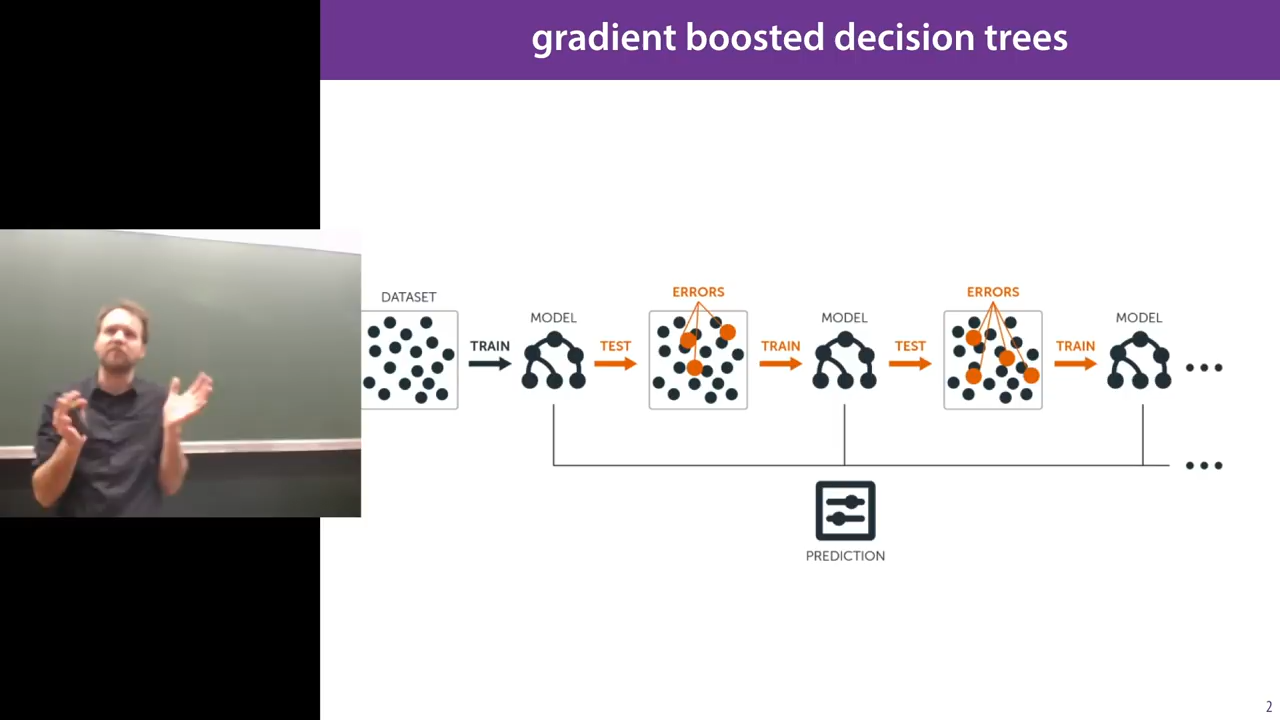 gradient boosted decision trees
DATASET
TRAIN
MODEL
TEST
ERRORS
TRAIN
MODEL
TEST
ERRORS
TRAIN
MODEL
PREDICTION
2